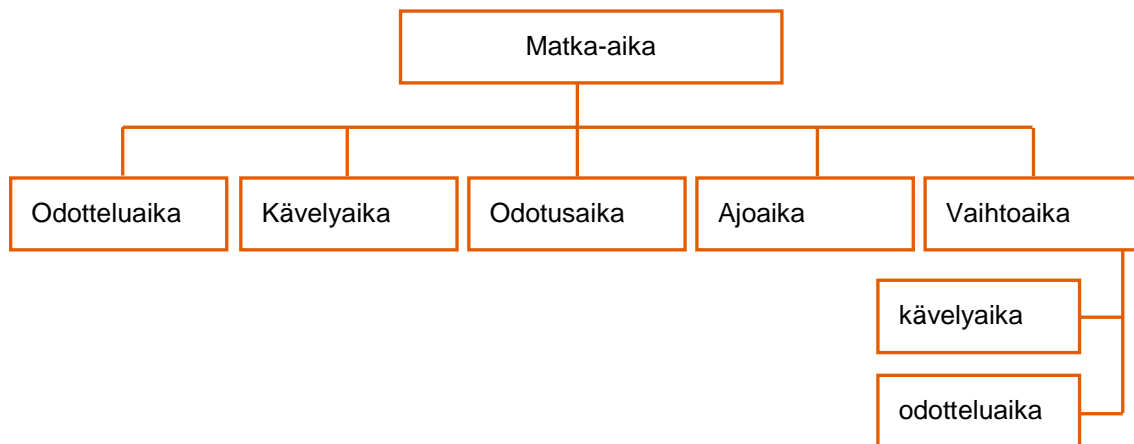 Matka-aika
Odotteluaika
Kävelyaika
Odotusaika
Ajoaika
Vaihtoaika
kävelyaika
odotteluaika